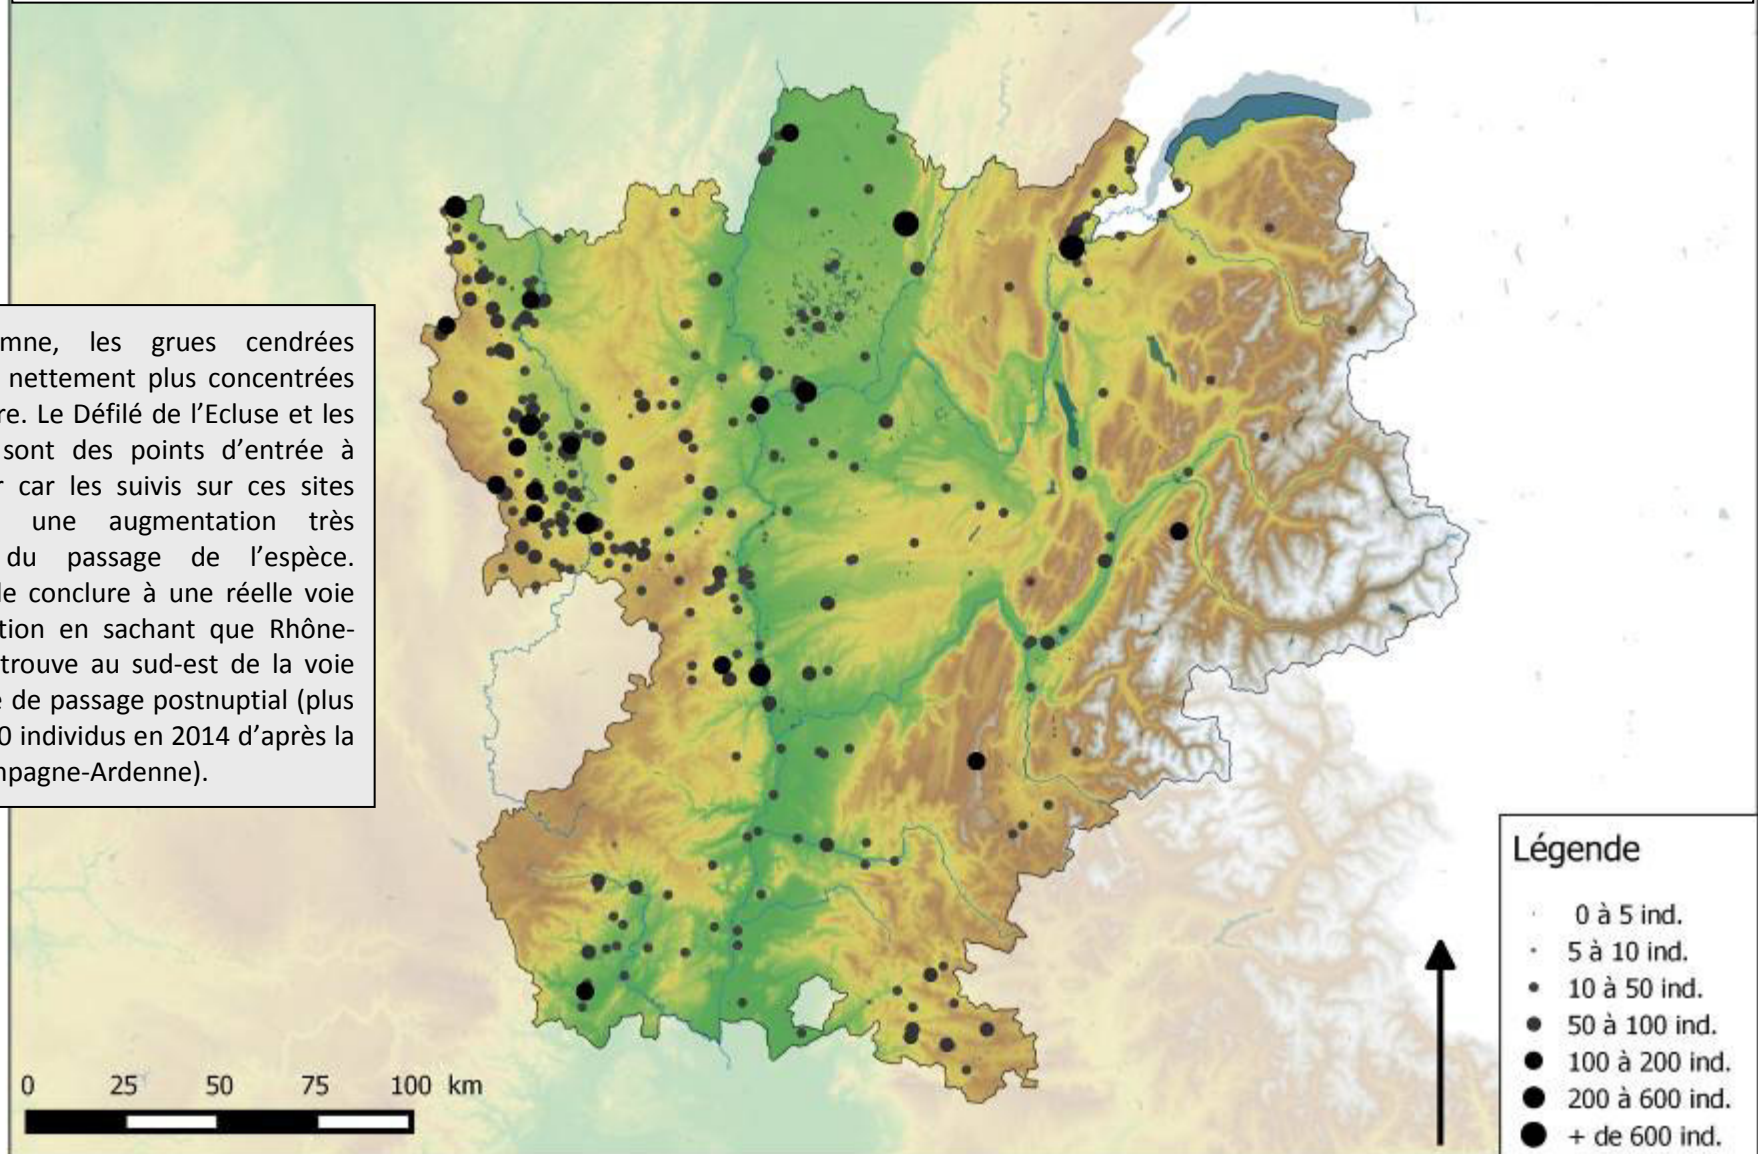 mne, les grues cendrées
nettement plus concentrées
re. Le Défilé de l'Ecluse et les
sont des points d'entrée à
r car les suivis sur ces sites
une augmentation très
du passage de l'espèce.
de conclure à une réelle voie
tion en sachant que Rhône-
trouve au sud-est de la voie
e de passage postnuptial (plus
0 individus en 2014 d'après la
mpagne-Ardenne).
0 25 50 75 100 km
Légende
0 à 5 ind.
5 à 10 ind.
10 à 50 ind.
50 à 100 ind.
100 à 200 ind.
200 à 600 ind.
+ de 600 ind.